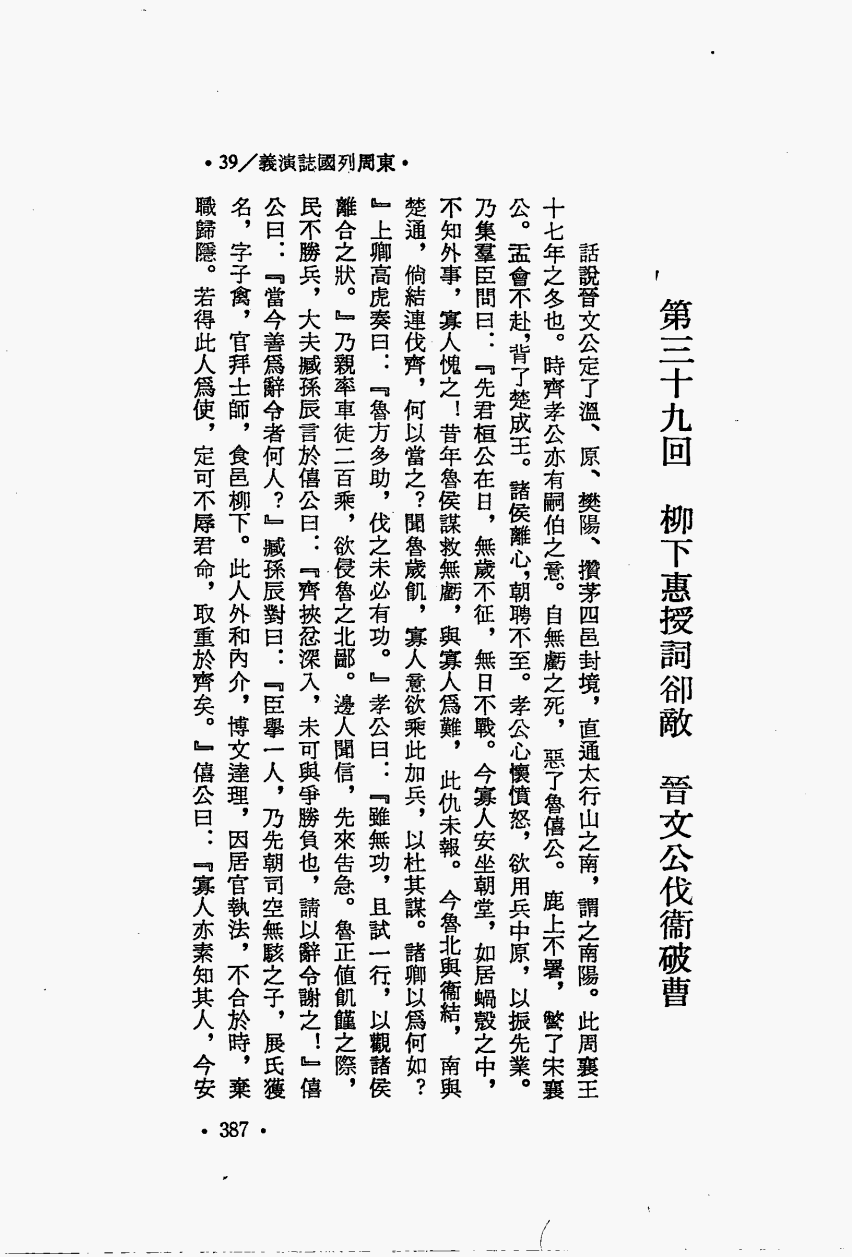 •39／義演誌國列周東•
第三十九回　柳下惠授詞卻敵　晉文公伐衞破曹
話說晉文公定了溫、原、樊陽、攢茅四邑封境，直通太行山之南，謂之南陽。此周襄王
十七年之冬也。時齊孝公亦有嗣伯之意。自無虧之死，惡了魯僖公。鹿上不署，繁了宋襄
公。盂會不赴，背了楚成王。諸侯離心，朝聘不至。孝公心懷憤怒，欲用兵中原，以振先業。
乃集羣臣問曰：『先君桓公在日，無歲不征，無日不戰。今寡人安坐朝堂，如居蝸殼之中，
不知外事，寡人愧之！昔年魯侯謀救無虧，與寡人爲難，此仇未報。今魯北與衞結，南與
楚通，倘結連伐齊，何以當之？聞魯歲飢，寡人意欲乘此加兵，以杜其謀。諸卿以爲何如？
』上卿高虎奏曰：『魯方多助，伐之未必有功。』孝公曰：『雖無功，且試一行，以觀諸侯
離合之狀。』乃親率車徒二百乘，欲侵魯之北鄙。邊人聞信，先來告急。魯正值飢饉之際，
民不勝兵，大夫臧孫辰言於僖公曰：『齊挾忿深入，未可與爭勝負也，請以辭令謝之！』僖
公曰：『當今善爲辭令者何人？』臧孫辰對曰：『臣舉一人，乃先朝司空無駭之子，展氏獲
名，字子禽，官拜士師，食邑柳下。此人外和內介，博文達理，因居官執法，不合於時，棄
職歸隱。若得此人爲使，定可不辱君命，取重於齊矣。』僖公曰：『寡人亦素知其人，今安
•387•